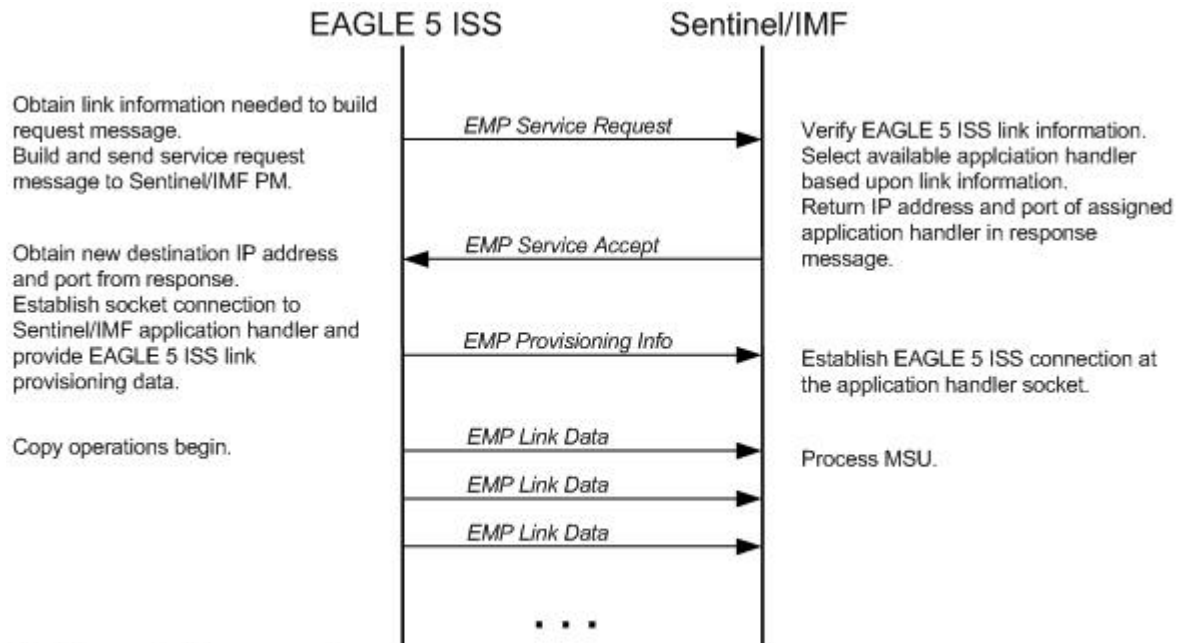 EAGLE 5 ISS
Sentinel/IMF
Obtain link information needed to build
request message.
Build and send service request
message to Sentinel/IMF PM.
EMP Service Request
Verify EAGLE 5 ISS link information.
Select available applciation handler
based upon link information.
Return IP address and port of assigned
application handler in response
message.
EMP Service Accept
Obtain new destination IP address
and port from response.
Establish socket connection to
Sentinel/IMF application handler and
provide EAGLE 5 ISS link
provisioning data.
EMP Provisioning Info
Establish EAGLE 5 ISS connection at
the application handler socket.
Copy operations begin.
EMP Link Data
Process MSU.
EMP Link Data
EMP Link Data
. . .